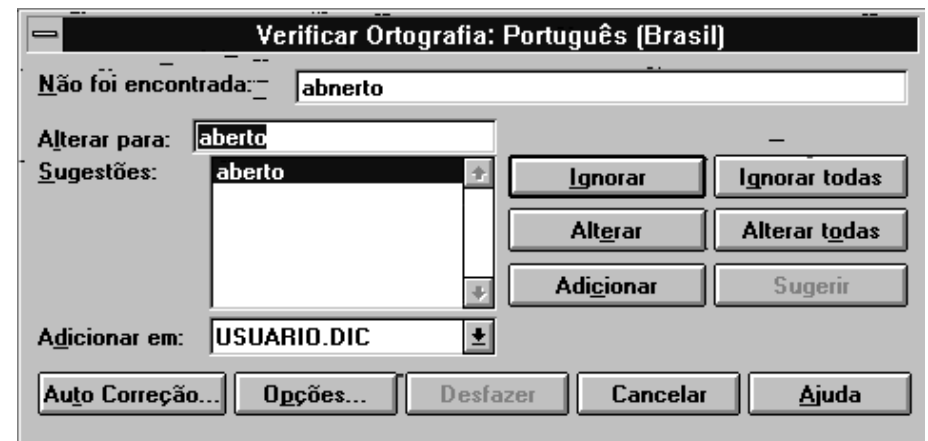 Verificar Ortografia: Português (Brasil)
Não foi encontrada: abnerto
Alterar para: aberto
Sugestões: aberto
Ignorar Ignorar todas
Alterar Alterar todas
Adicionar Sugerir
Adicionar em: USUARIO.DIC
Auto Correção... Opções... Desfazer Cancelar Ajuda